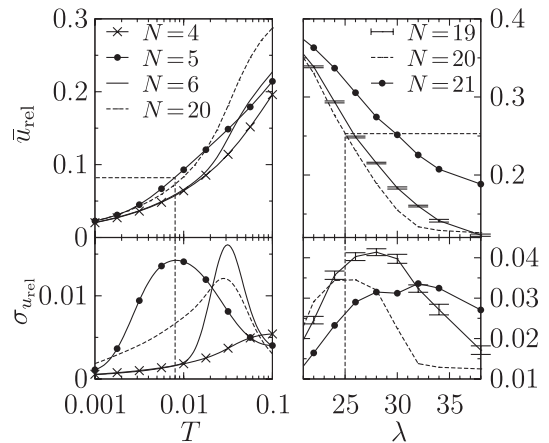 N = 4
N = 5
N = 6
N = 20
N = 19
N = 20
N = 21
0.3
0.2
0.1
0
ū_rel
0.4
0.3
0.2
0.01
0
σ_{u_rel}
0.04
0.03
0.02
0.01
0.001
0.01
0.1
T
25
30
35
λ